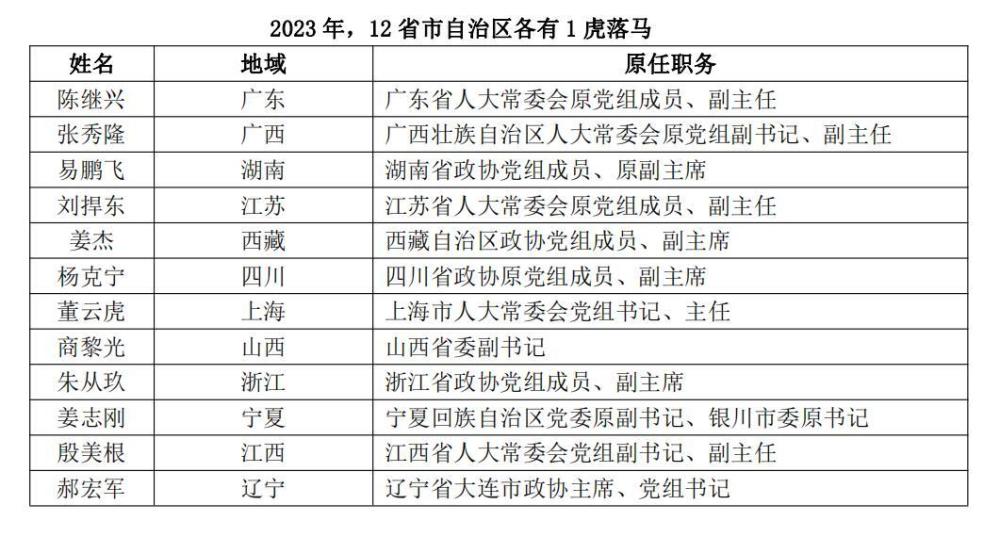 2023 年，12 省市自治区各有 1 虎落马
姓名 地域 原任职务
陈继兴 广东 广东省人大常委会原党组成员、副主任
张秀隆 广西 广西壮族自治区人大常委会原党组副书记、副主任
易鹏飞 湖南 湖南省政协党组成员、原副主席
刘捍东 江苏 江苏省人大常委会原党组成员、副主任
姜杰 西藏 西藏自治区政协党组成员、副主席
杨克宁 四川 四川省政协原党组成员、副主席
董云虎 上海 上海市人大常委会党组书记、主任
商黎光 山西 山西省委副书记
朱从玖 浙江 浙江省政协党组成员、副主席
姜志刚 宁夏 宁夏回族自治区党委原副书记、银川市委原书记
殷美根 江西 江西省人大常委会党组副书记、副主任
郝宏军 辽宁 辽宁省大连市政协主席、党组书记